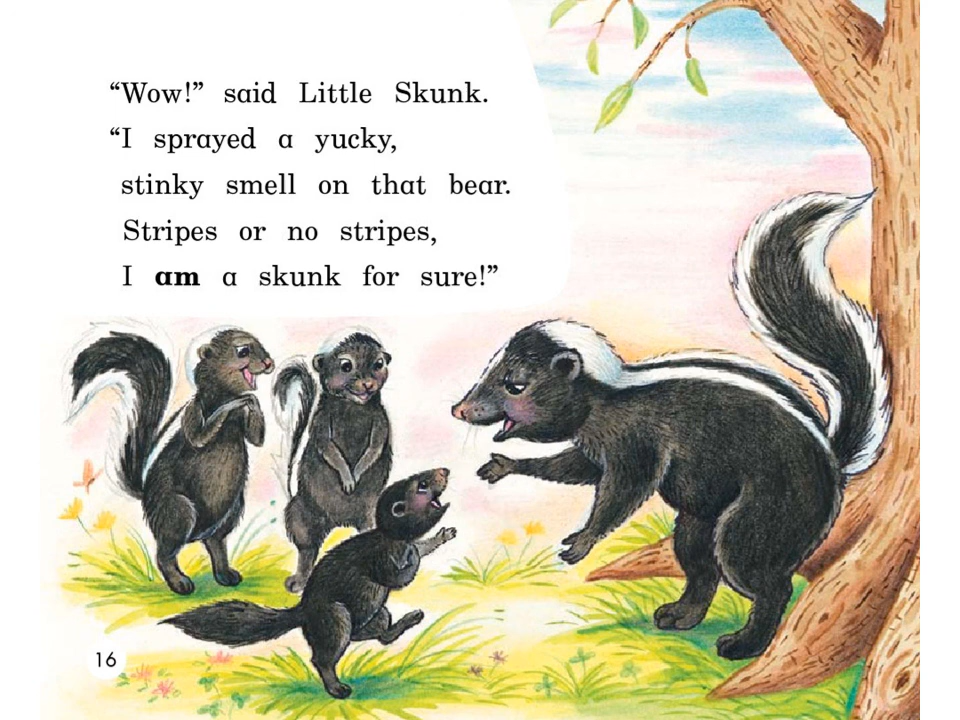 “Wow!” said Little Skunk.
“I sprayed a yucky,
stinky smell on that bear.
Stripes or no stripes,
I am a skunk for sure!”
16